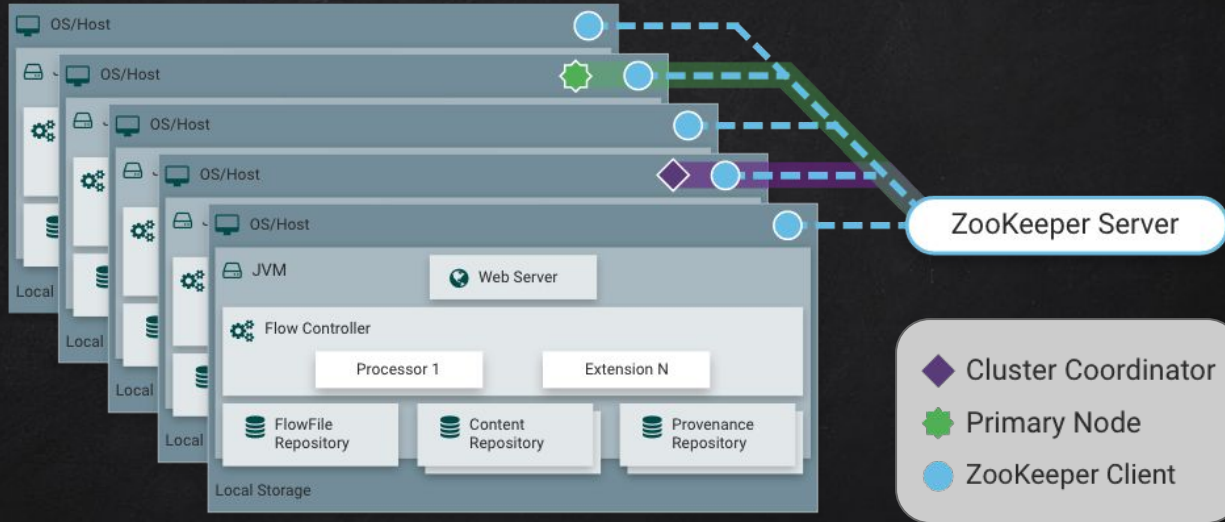 OS/Host
OS/Host
OS/Host
OS/Host
OS/Host
ZooKeeper Server
JVM
Web Server
Flow Controller
Processor 1
Extension N
FlowFile
Repository
Content
Repository
Provenance
Repository
Local
Local
Local
Local
Local Storage
Cluster Coordinator
Primary Node
ZooKeeper Client